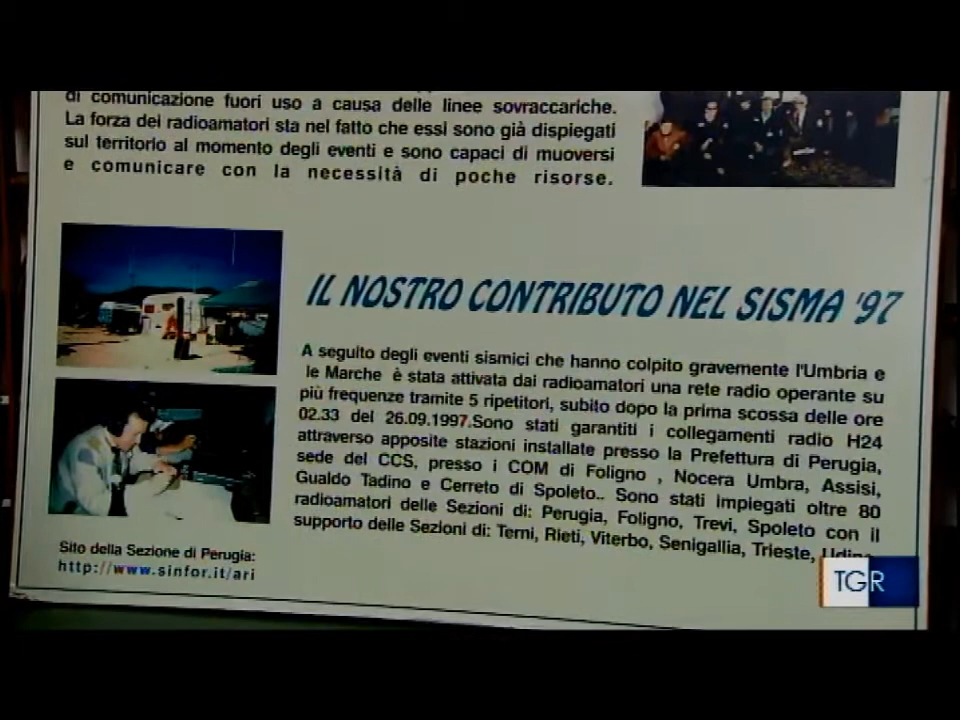 di comunicazione fuori uso a causa delle linee sovraccariche.
La forza dei radioamatori sta nel fatto che essi sono già dispiegati
sul territorio al momento degli eventi e sono capaci di muoversi
e comunicare con la necessità di poche risorse.
IL NOSTRO CONTRIBUTO NEL SISMA '97
A seguito degli eventi sismici che hanno colpito gravemente l'Umbria e
le Marche è stata attivata dai radioamatori una rete radio operante su
più frequenze tramite 5 ripetitori, subito dopo la prima scossa delle ore
02.33 del 26.09.1997.Sono stati garantiti i collegamenti radio H24
attraverso apposite stazioni installate presso la Prefettura di Perugia,
sede del CCS, presso i COM di Foligno , Nocera Umbra, Assisi,
Gualdo Tadino e Cerreto di Spoleto.. Sono stati impiegati oltre 80
radioamatori delle Sezioni di: Perugia, Foligno, Trevi, Spoleto con il
supporto delle Sezioni di: Terni, Rieti, Viterbo, Senigallia, Trieste, Udine
Sito della Sezione di Perugia:
http://www.sinfor.it/ari
TGR